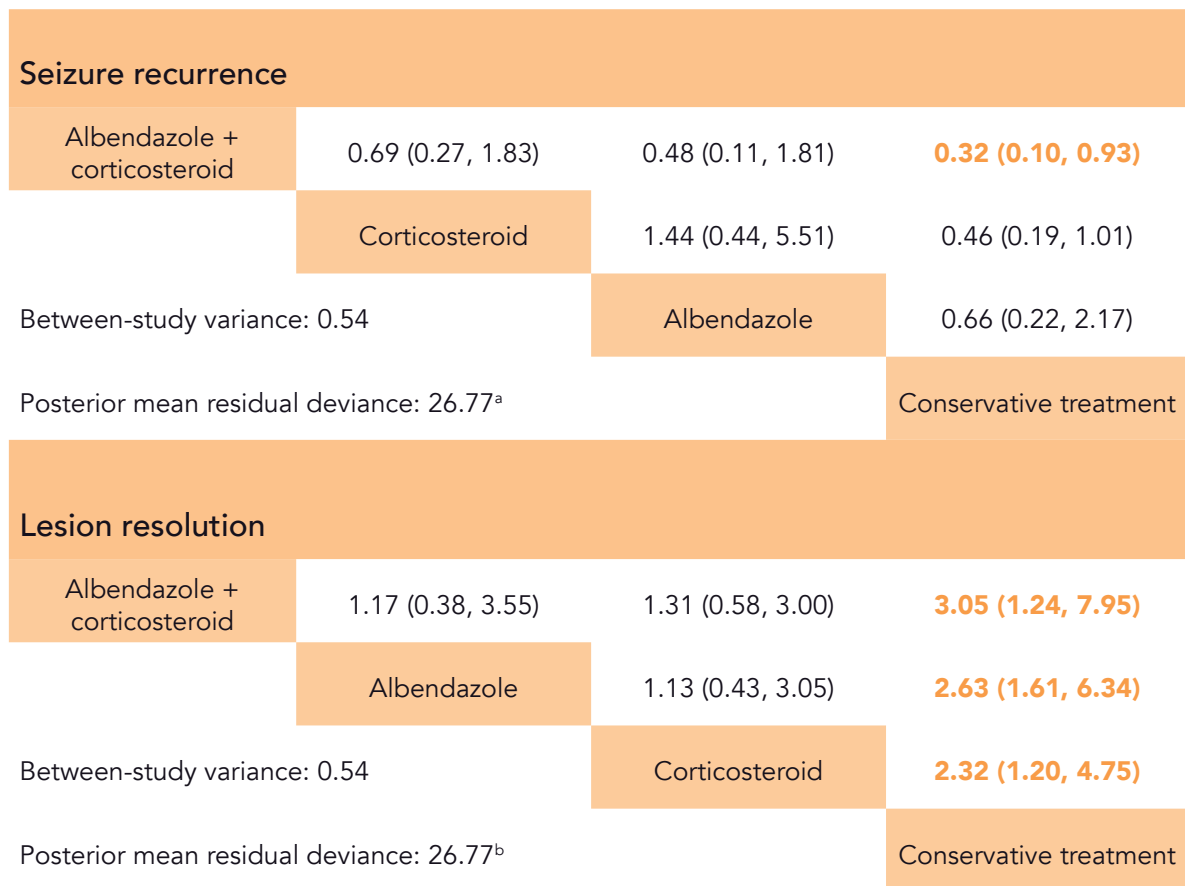 Seizure recurrence
Albendazole +
corticosteroid
0.69 (0.27, 1.83)
0.48 (0.11, 1.81)
0.32 (0.10, 0.93)
Corticosteroid
1.44 (0.44, 5.51)
0.46 (0.19, 1.01)
Between-study variance: 0.54
Albendazole
0.66 (0.22, 2.17)
Posterior mean residual deviance: 26.77ᵃ
Conservative treatment
Lesion resolution
Albendazole +
corticosteroid
1.17 (0.38, 3.55)
1.31 (0.58, 3.00)
3.05 (1.24, 7.95)
Albendazole
1.13 (0.43, 3.05)
2.63 (1.61, 6.34)
Between-study variance: 0.54
Corticosteroid
2.32 (1.20, 4.75)
Posterior mean residual deviance: 26.77ᵇ
Conservative treatment